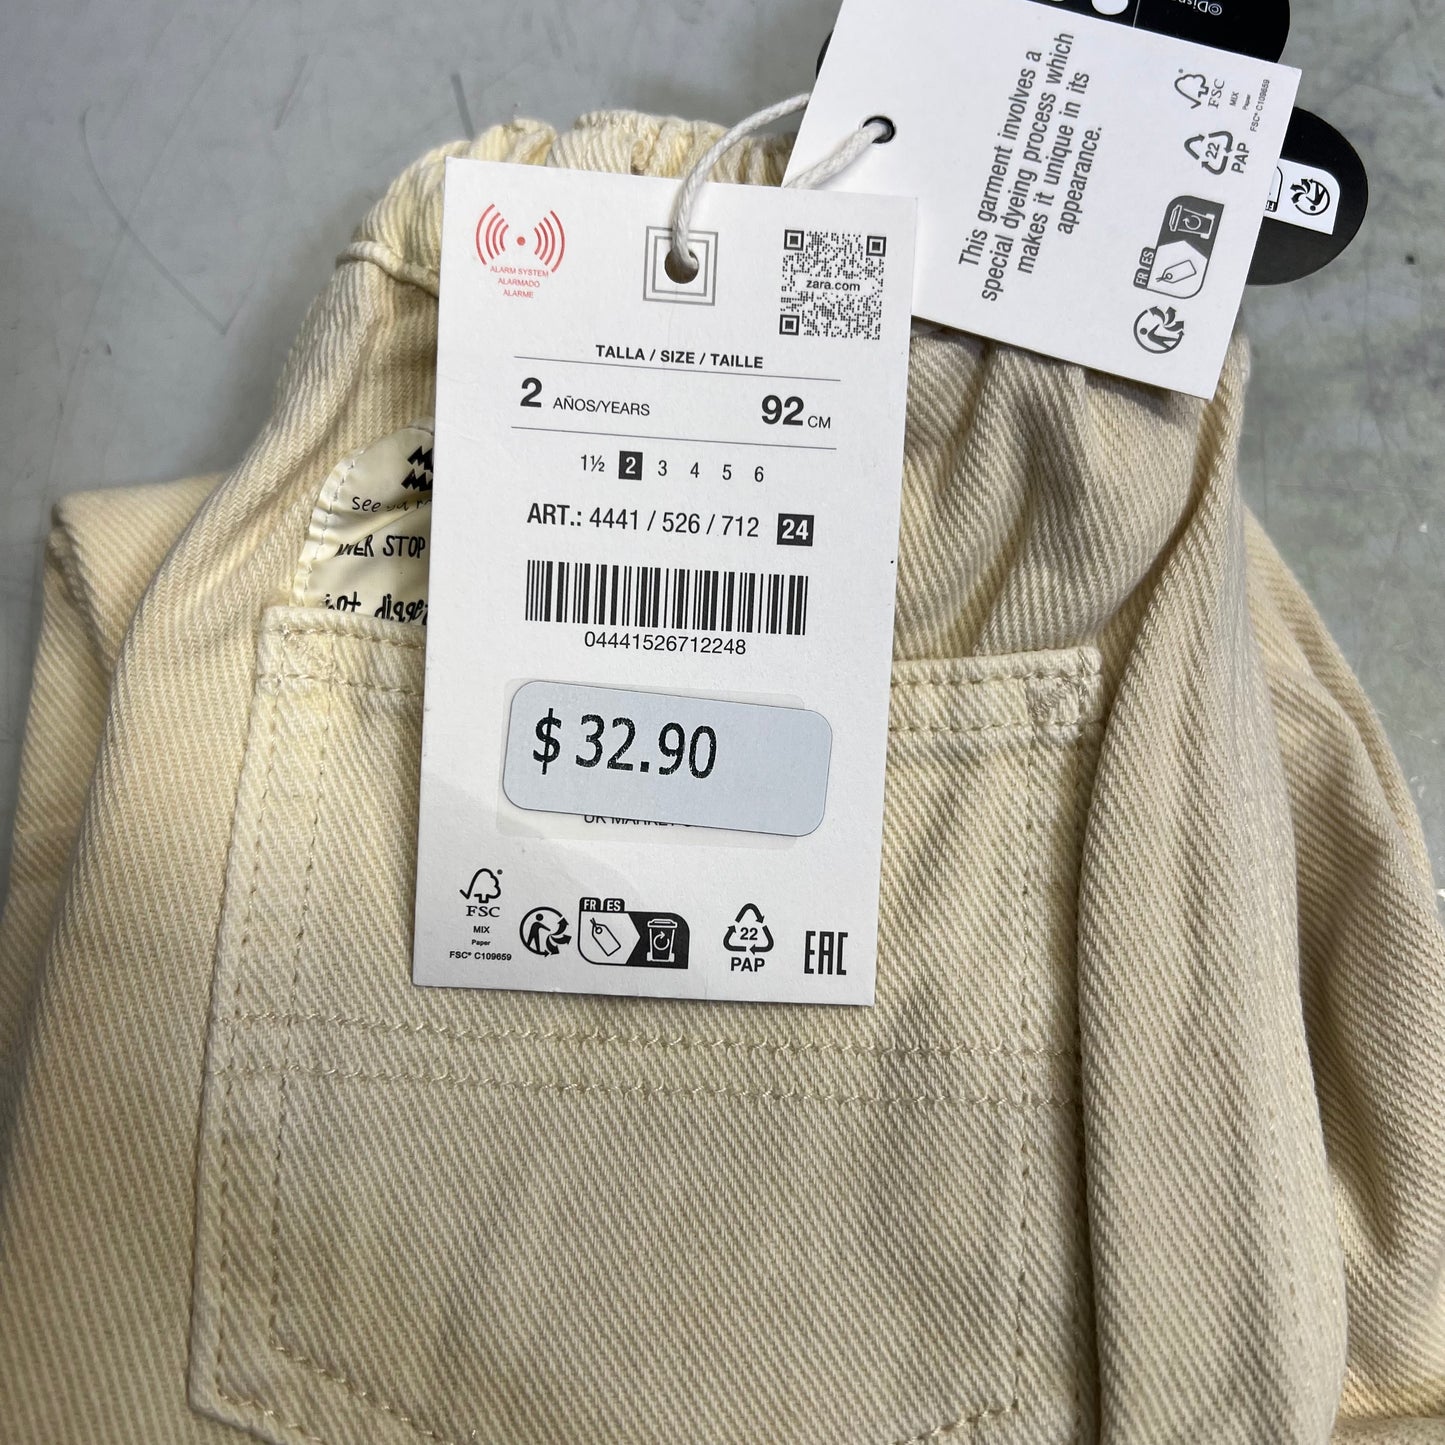 ALARM SYSTEM
ALARMADO
ALARME
zara.com
TALLA / SIZE / TAILLE
2 AÑOS/YEARS 92 CM
1½ 2 3 4 5 6
ART.: 4441 / 526 / 712 24
04441526712248
$ 32.90
FSC
MIX
Paper
FSC® C109659
FR ES
22
PAP
EAC
This garment involves a
special dyeing process which
makes it unique in its
appearance.
FSC
MIX
Paper
FSC® C109659
22
PAP
FR ES
see
STOP